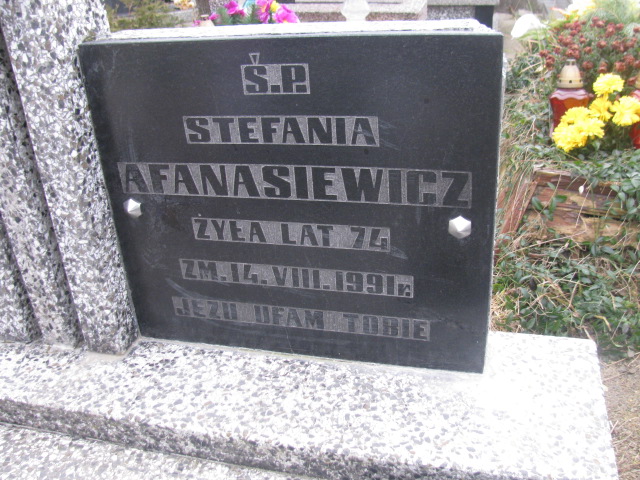 Ś.P.
STEFANIA
AFANASIEWICZ
ŻYŁA LAT 74
ZM. 14. VIII. 1991r.
JEZU UFAM TOBIE